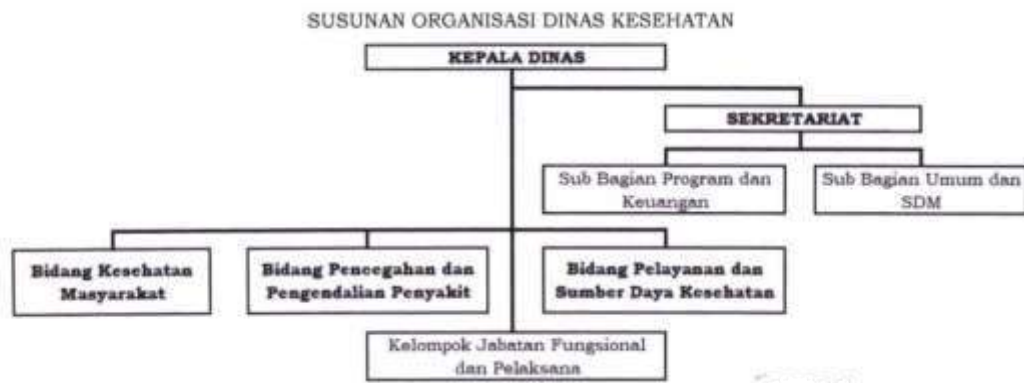 SUSUNAN ORGANISASI DINAS KESEHATAN
KEPALA DINAS
SEKRETARIAT
Sub Bagian Program dan
Keuangan
Sub Bagian Umum dan
SDM
Bidang Kesehatan
Masyarakat
Bidang Pencegahan dan
Pengendalian Penyakit
Bidang Pelayanan dan
Sumber Daya Kesehatan
Kelompok Jabatan Fungsional
dan Pelaksana